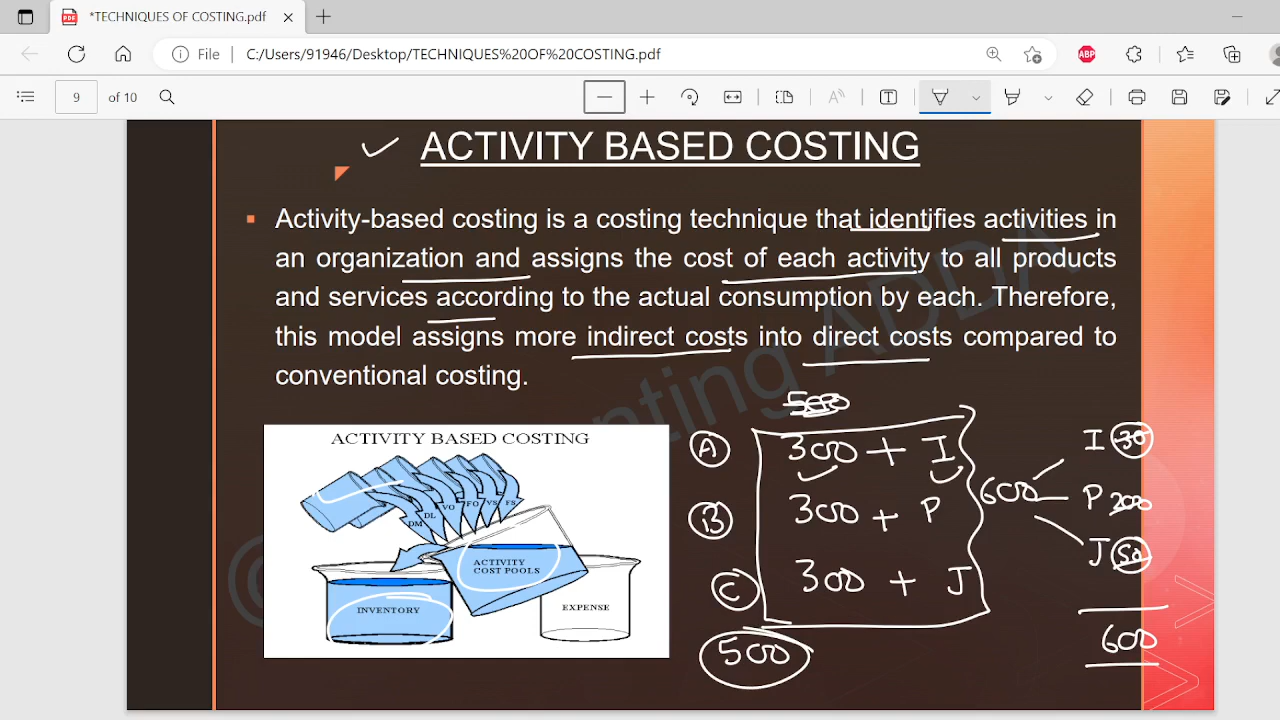 *TECHNIQUES OF COSTING.pdf
File
C:/Users/91946/Desktop/TECHNIQUES%20OF%20COSTING.pdf
ABP
9 of 10
ACTIVITY BASED COSTING
Activity-based costing is a costing technique that identifies activities in
an organization and assigns the cost of each activity to all products
and services according to the actual consumption by each. Therefore,
this model assigns more indirect costs into direct costs compared to
conventional costing.
ACTIVITY BASED COSTING
DM DL VO FO VS FS
ACTIVITY
COST POOLS
INVENTORY
EXPENSE
A 300 + I
B 300 + P
C 300 + J
500
600
I
P 200
J 50
600